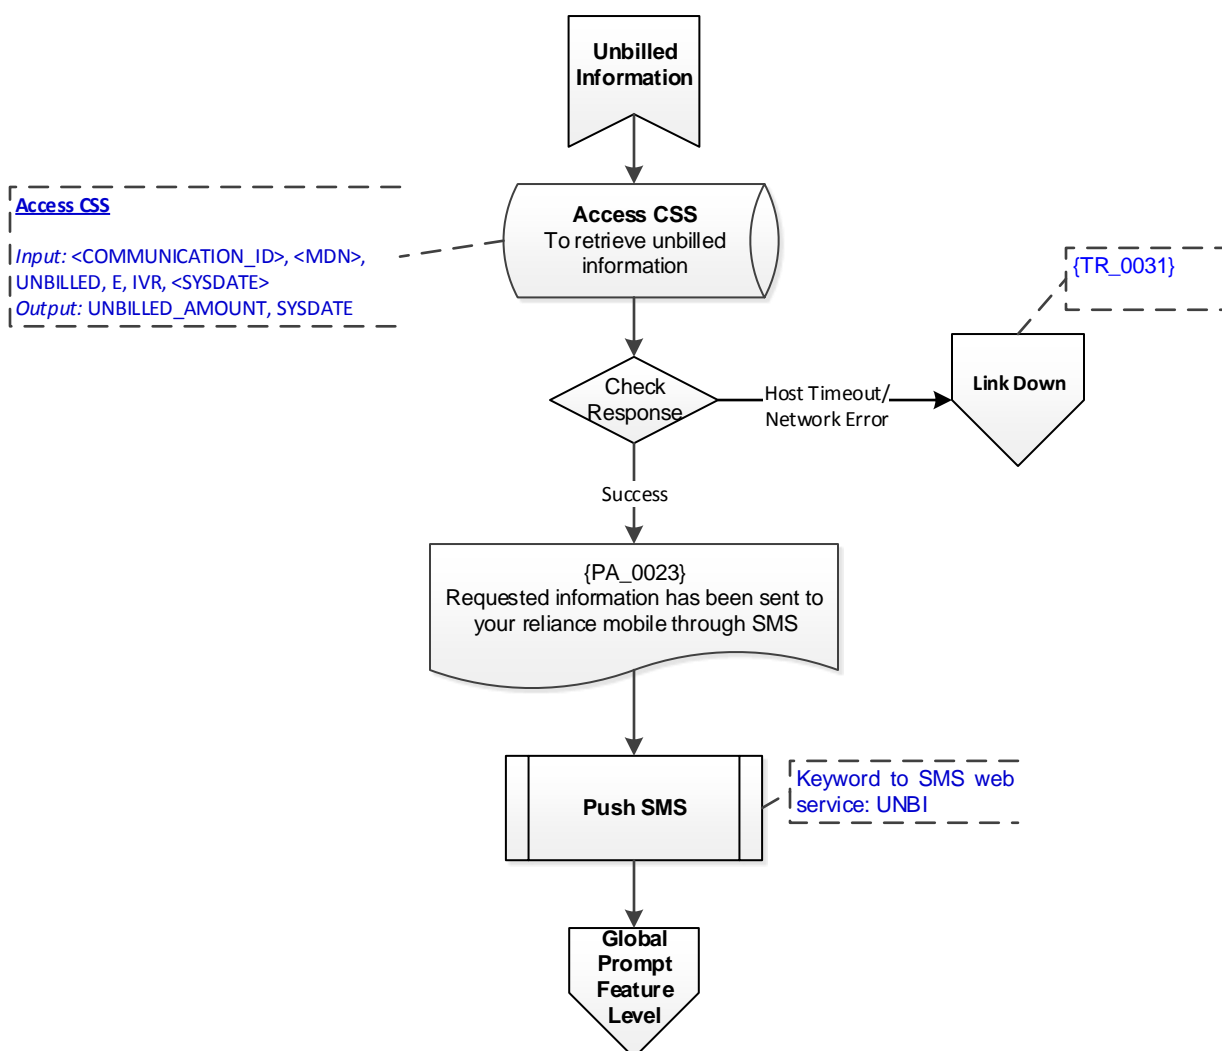 Unbilled
Information
Access CSS
Input: <COMMUNICATION_ID>, <MDN>,
UNBILLED, E, IVR, <SYSDATE>
Output: UNBILLED_AMOUNT, SYSDATE
Access CSS
To retrieve unbilled
information
{TR_0031}
Check
Response
Host Timeout/
Network Error
Link Down
Success
{PA_0023}
Requested information has been sent to
your reliance mobile through SMS
Push SMS
Keyword to SMS web
service: UNBI
Global
Prompt
Feature
Level